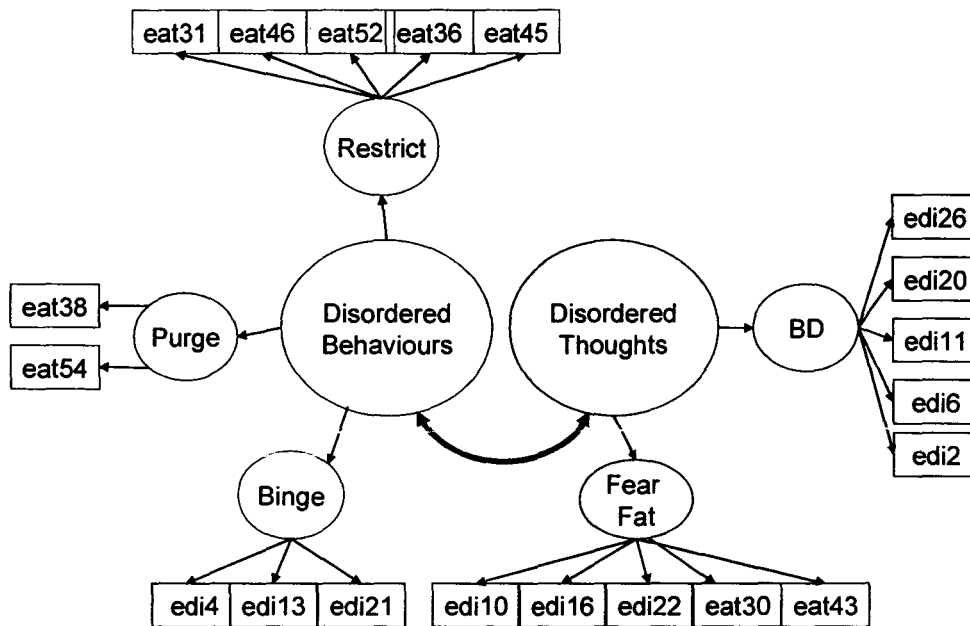 eat31 eat46 eat52 eat36 eat45
Restrict
edi26
edi20
edi11
edi6
edi2
eat38
eat54
Purge
Disordered
Behaviours
Disordered
Thoughts
BD
Binge
Fear
Fat
edi4 edi13 edi21
edi10 edi16 edi22 eat30 eat43